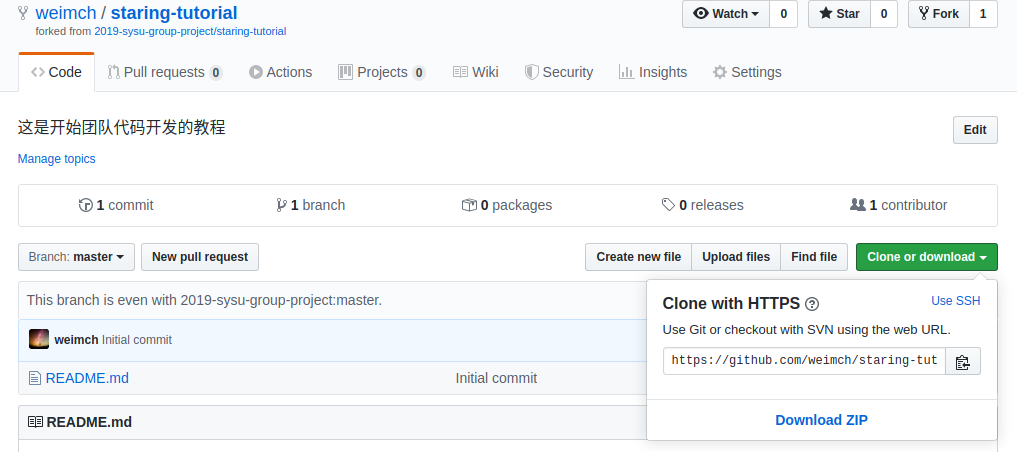 weimch / staring-tutorial Watch 0 Star 0 Fork 1
forked from 2019-sysu-group-project/staring-tutorial
Code Pull requests 0 Actions Projects 0 Wiki Security Insights Settings
这是开始团队代码开发的教程 Edit
Manage topics
1 commit 1 branch 0 packages 0 releases 1 contributor
Branch: master New pull request Create new file Upload files Find file Clone or download
This branch is even with 2019-sysu-group-project:master.
Clone with HTTPS Use SSH
Use Git or checkout with SVN using the web URL.
weimch Initial commit
https://github.com/weimch/staring-tut
README.md Initial commit
Download ZIP
README.md